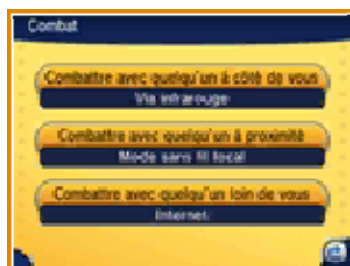 Combat
Combattre avec quelqu'un à côté de vous
Via infrarouge
Combattre avec quelqu'un à proximité
Mode sans fil local
Combattre avec quelqu'un loin de vous
Internet